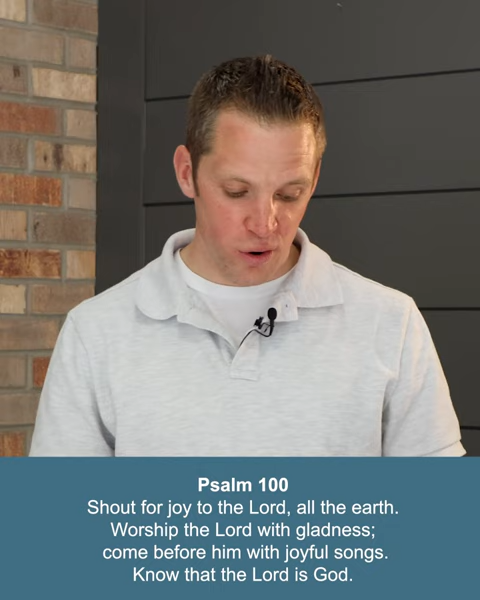 Psalm 100
Shout for joy to the Lord, all the earth.
Worship the Lord with gladness;
come before him with joyful songs.
Know that the Lord is God.